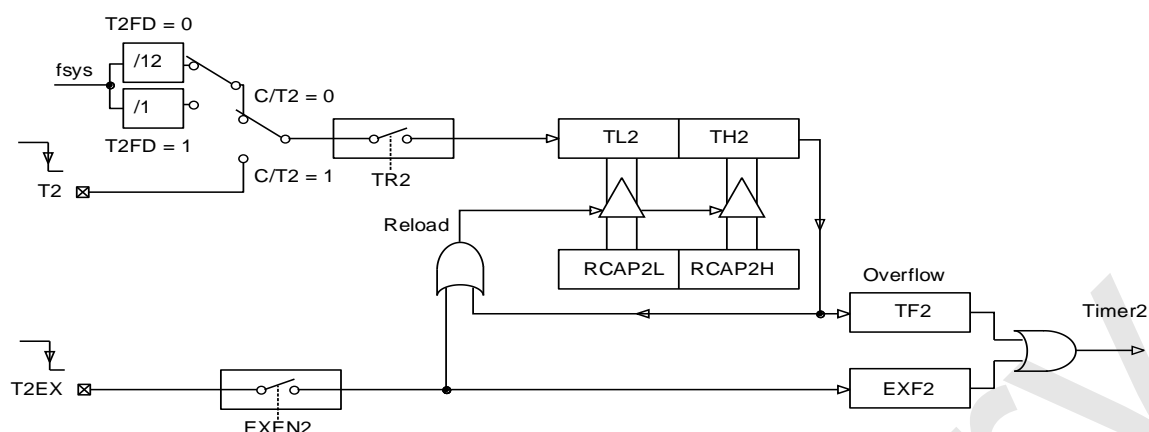 T2FD = 0
/12
fsys
C/T2 = 0
/1
T2FD = 1
TL2
TH2
T2
C/T2 = 1
TR2
Reload
RCAP2L
RCAP2H
Overflow
TF2
Timer2
T2EX
EXF2
EXEN2